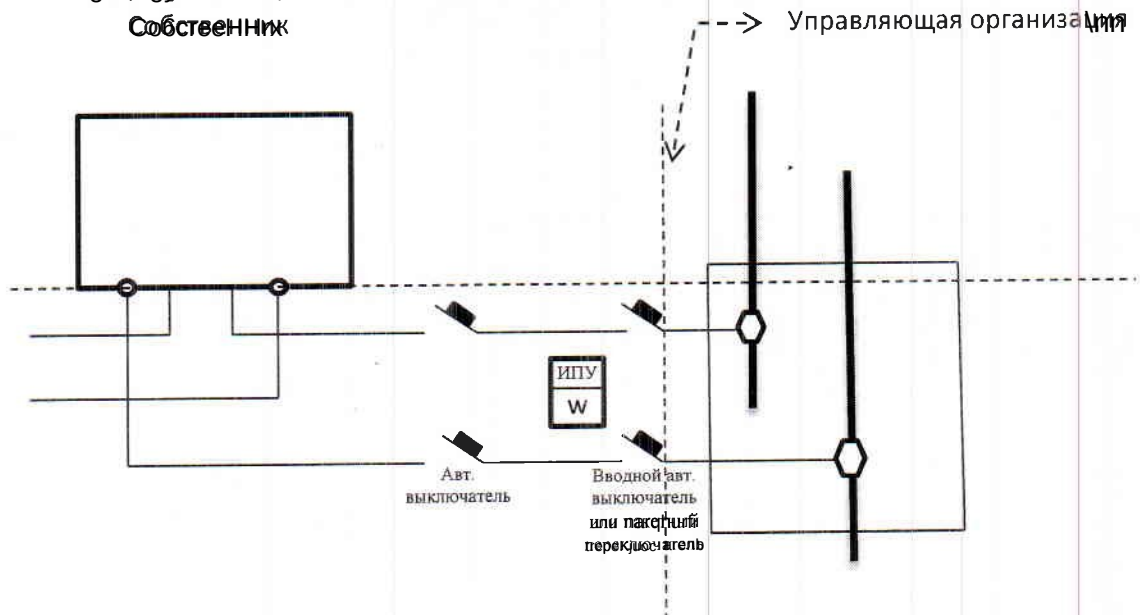 Собственник
Управляющая организация
ИПУ
W
Авт.
выключатель
Вводной авт.
выключатель
или пакетный
переключатель